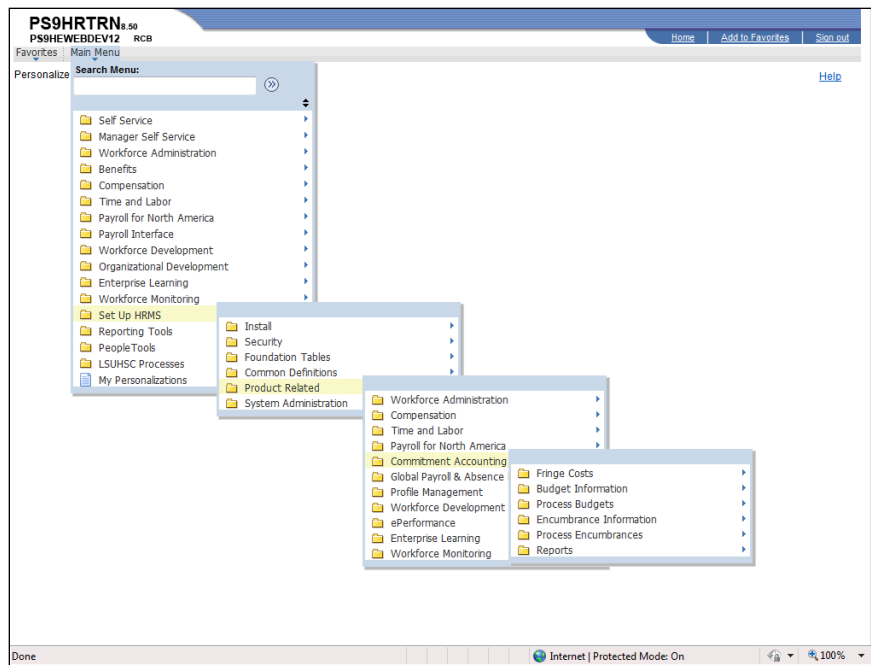 PS9HRTRN8.50
PS9HEWEBDEV12 RCB
Home Add to Favorites Sign out
Favorites Main Menu
Personalize
Help
Search Menu:
Self Service
Manager Self Service
Workforce Administration
Benefits
Compensation
Time and Labor
Payroll for North America
Payroll Interface
Workforce Development
Organizational Development
Enterprise Learning
Workforce Monitoring
Set Up HRMS
Reporting Tools
PeopleTools
LSUHSC Processes
My Personalizations
Install
Security
Foundation Tables
Common Definitions
Product Related
System Administration
Workforce Administration
Compensation
Time and Labor
Payroll for North America
Commitment Accounting
Global Payroll & Absence
Profile Management
Workforce Development
ePerformance
Enterprise Learning
Workforce Monitoring
Fringe Costs
Budget Information
Process Budgets
Encumbrance Information
Process Encumbrances
Reports
Done Internet | Protected Mode: On 100%